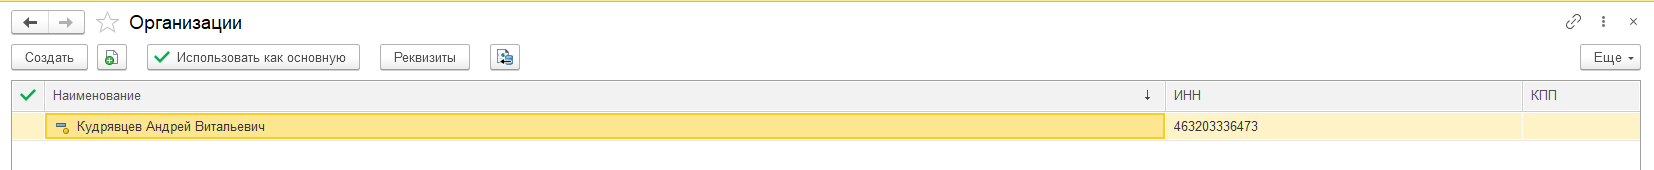 Организации
Создать Использовать как основную Реквизиты Еще
Наименование ИНН КПП
Кудрявцев Андрей Витальевич 463203336473